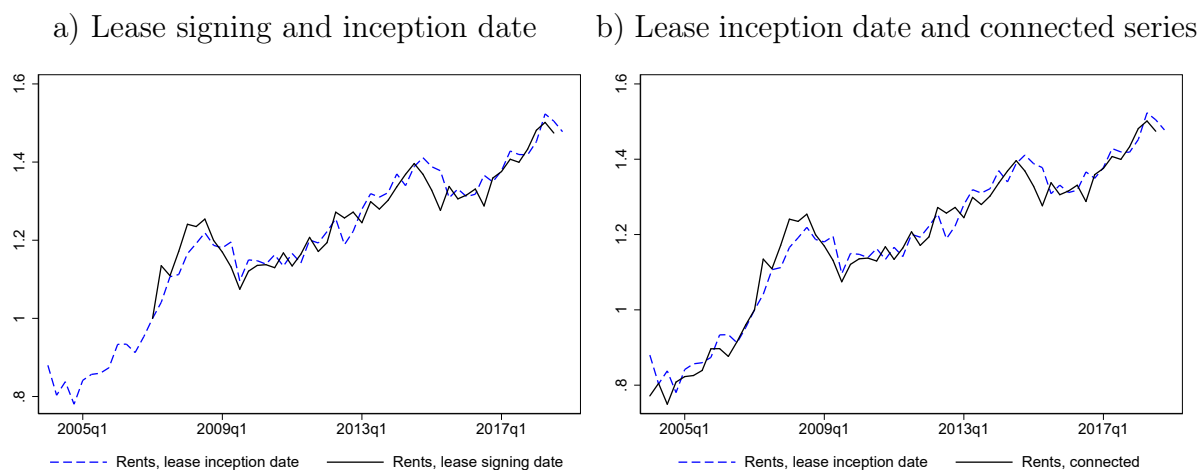 a) Lease signing and inception date
1.6
1.4
1.2
1
.8
2005q1 2009q1 2013q1 2017q1
Rents, lease inception date Rents, lease signing date
b) Lease inception date and connected series
1.6
1.4
1.2
1
.8
2005q1 2009q1 2013q1 2017q1
Rents, lease inception date Rents, connected